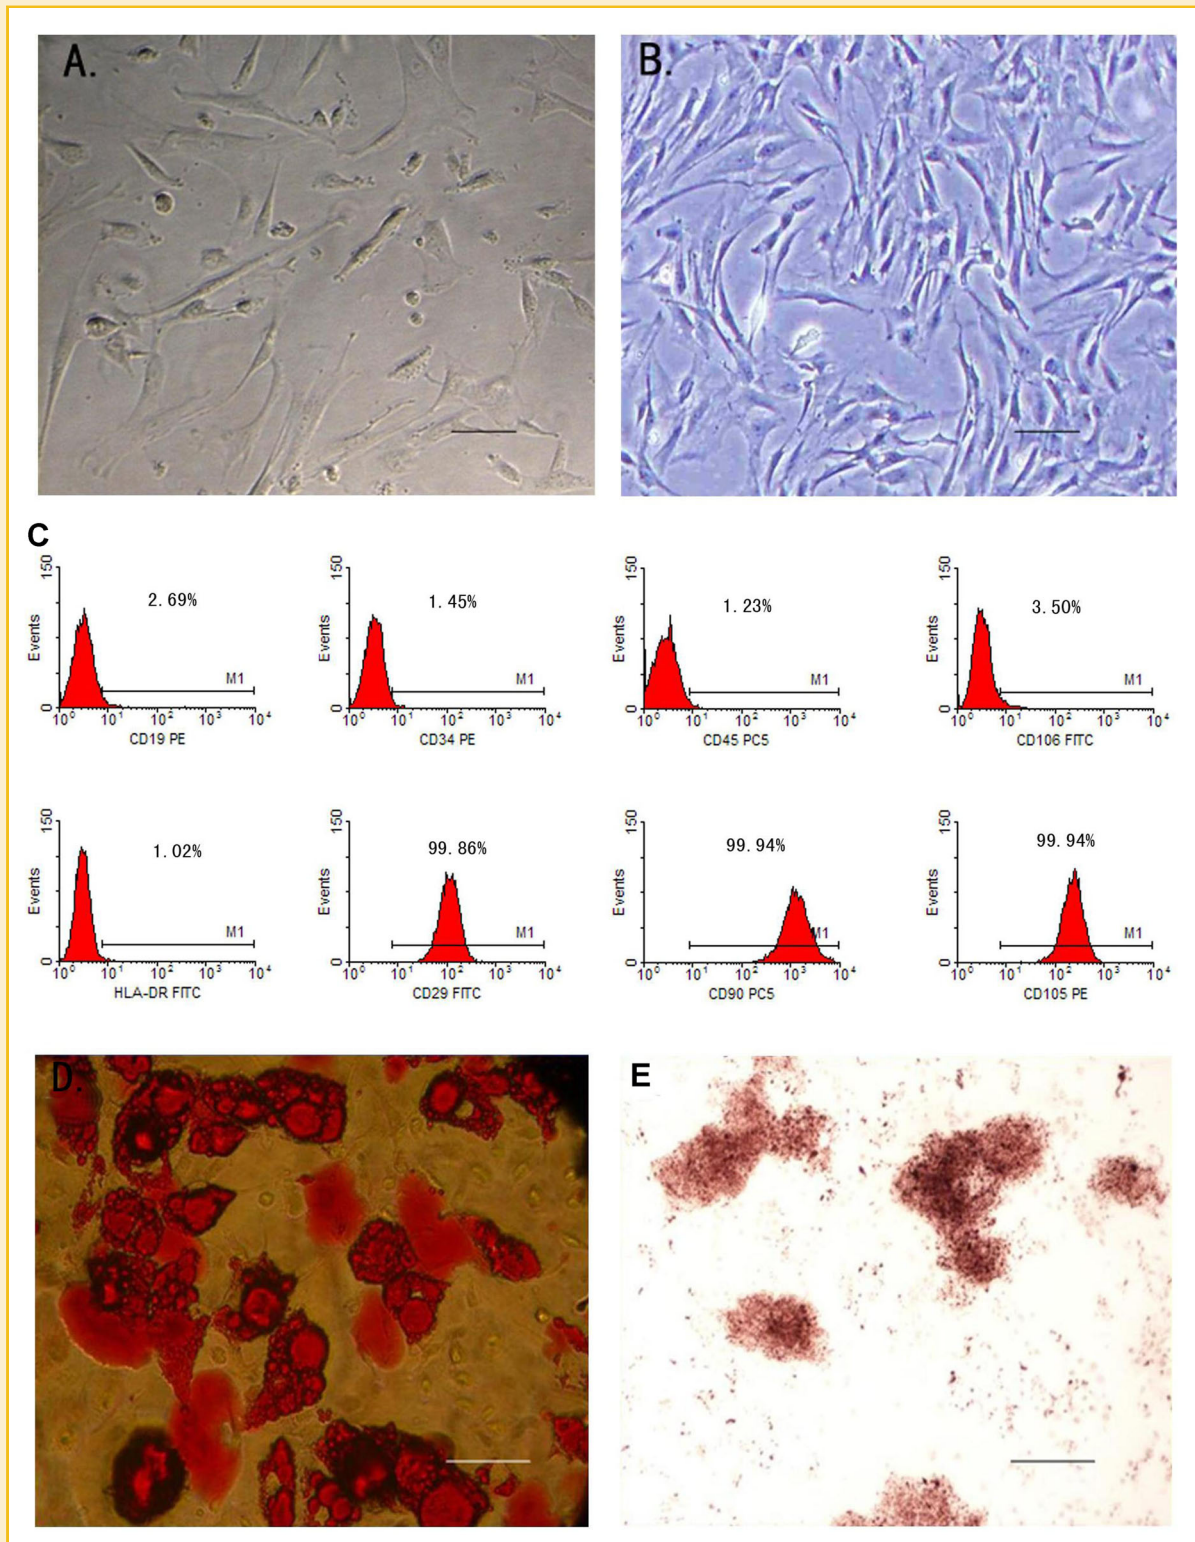 A.
B.
C
150
Events
0
2.69%
M1
10⁰ 10¹ 10² 10³ 10⁴
CD19 PE
150
Events
0
1.45%
M1
10⁰ 10¹ 10² 10³ 10⁴
CD34 PE
150
Events
0
1.23%
M1
10⁰ 10¹ 10² 10³ 10⁴
CD45 PC5
150
Events
0
3.50%
M1
10⁰ 10¹ 10² 10³ 10⁴
CD106 FITC
150
Events
0
1.02%
M1
10⁰ 10¹ 10² 10³ 10⁴
HLA-DR FITC
150
Events
0
99.86%
M1
10⁰ 10¹ 10² 10³ 10⁴
CD29 FITC
150
Events
0
99.94%
M1
10⁰ 10¹ 10² 10³ 10⁴
CD90 PC5
150
Events
0
99.94%
M1
10⁰ 10¹ 10² 10³ 10⁴
CD105 PE
D.
E